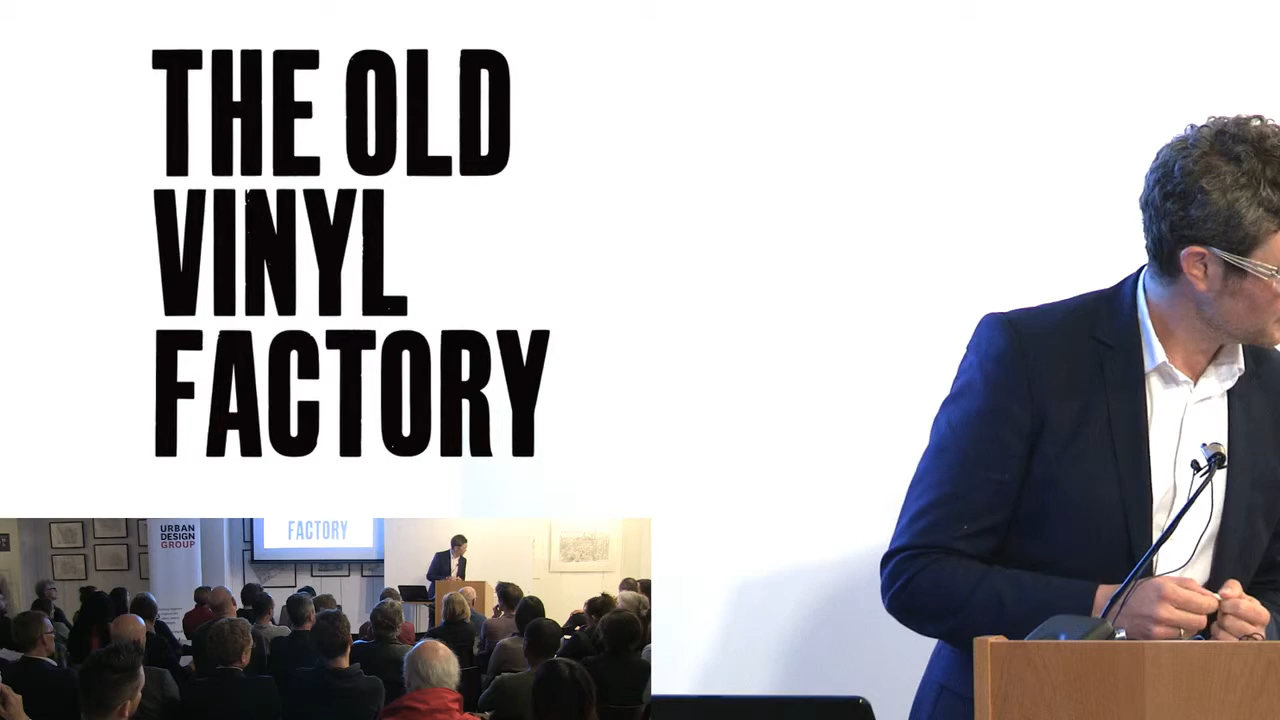 THE OLD
VINYL
FACTORY
URBAN
DESIGN
GROUP
FACTORY